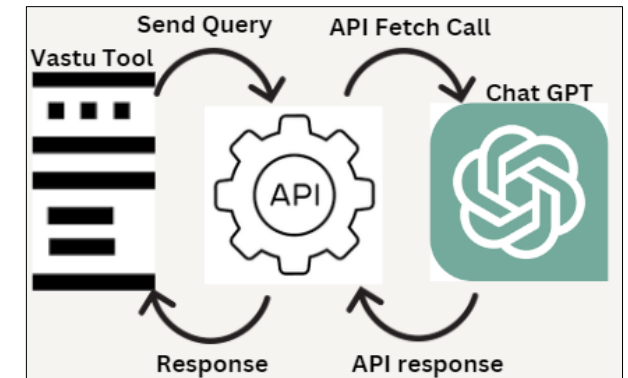 Send Query
API Fetch Call
Vastu Tool
Chat GPT
API
Response
API response